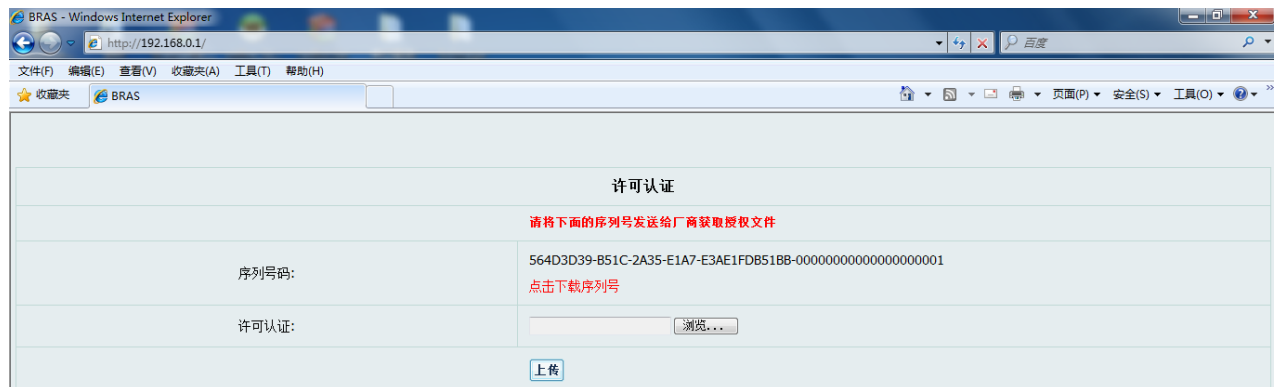 BRAS - Windows Internet Explorer
http://192.168.0.1/
百度
文件(F) 编辑(E) 查看(V) 收藏夹(A) 工具(T) 帮助(H)
收藏夹 BRAS 页面(P) 安全(S) 工具(O)
许可认证
请将下面的序列号发送给厂商获取授权文件
序列号码: 564D3D39-B51C-2A35-E1A7-E3AE1FDB51BB-00000000000000000001
点击下载序列号
许可认证: 浏览...
上传